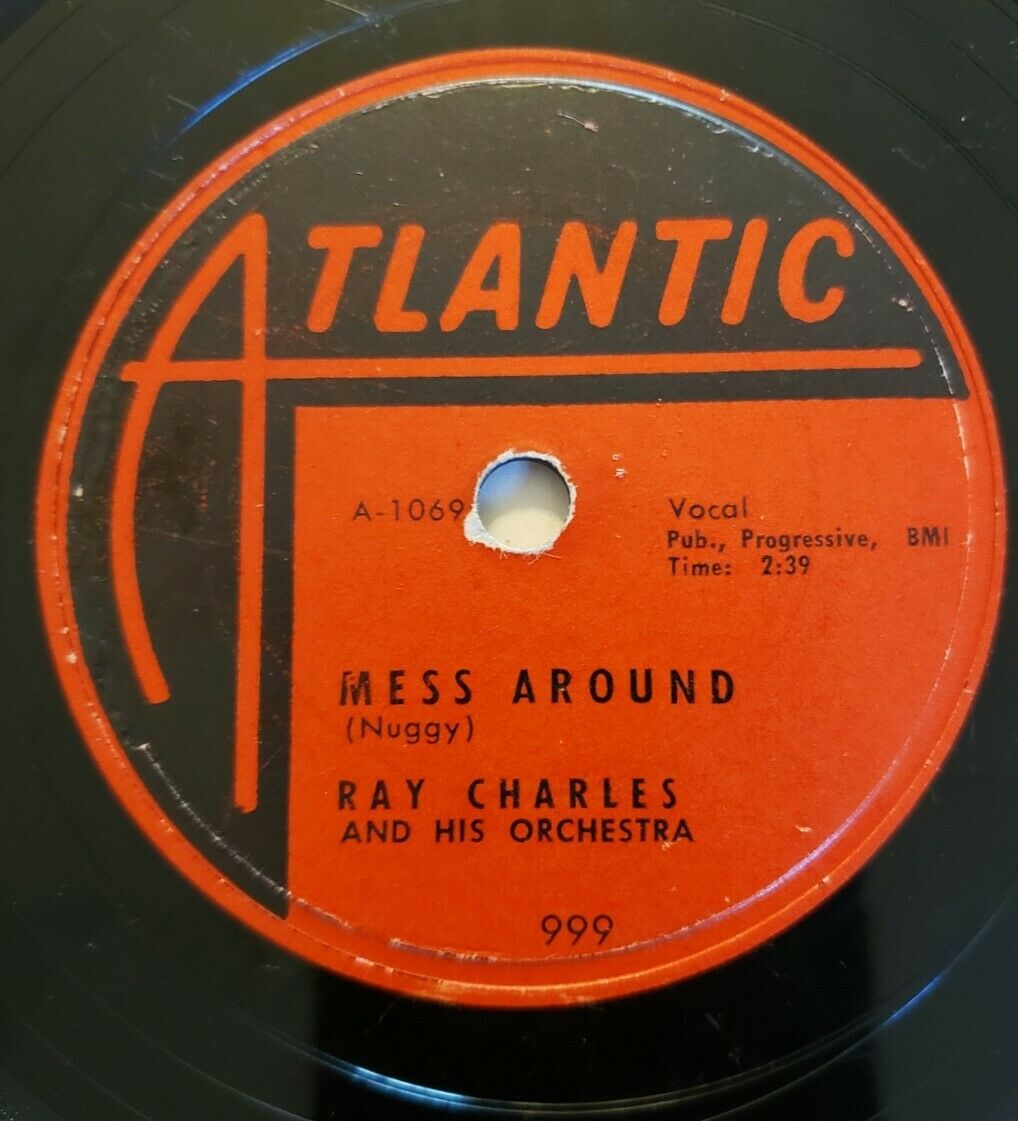 ATLANTIC
A-1069
Vocal
Pub., Progressive, BMI
Time: 2:39
MESS AROUND
(Nuggy)
RAY CHARLES
AND HIS ORCHESTRA
999